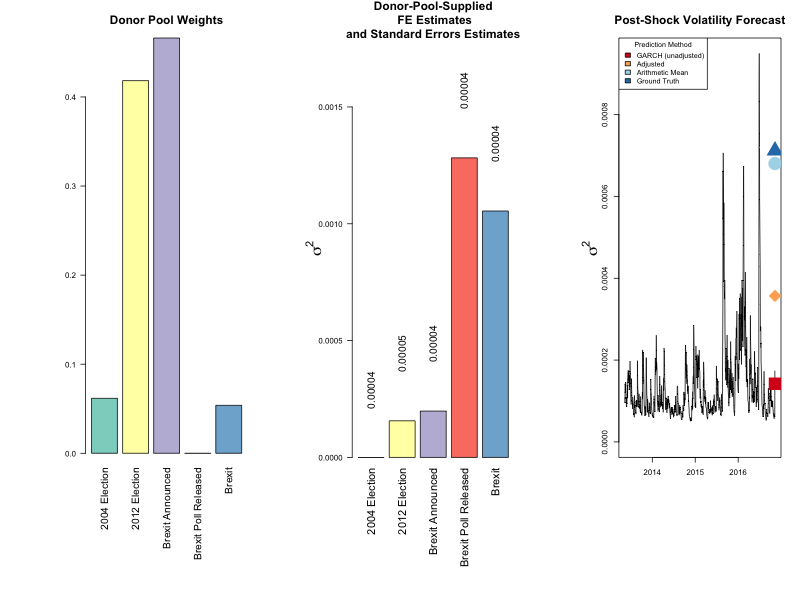 Donor Pool Weights
0.0
0.1
0.2
0.3
0.4
2004 Election
2012 Election
Brexit Announced
Brexit Poll Released
Brexit
Donor-Pool-Supplied
FE Estimates
and Standard Errors Estimates
σ²
0.0000
0.0005
0.0010
0.0015
0.00004
0.00005
0.00004
0.00004
0.00004
2004 Election
2012 Election
Brexit Announced
Brexit Poll Released
Brexit
Post-Shock Volatility Forecast
Prediction Method
GARCH (unadjusted)
Adjusted
Arithmetic Mean
Ground Truth
σ²
0.0000
0.0002
0.0004
0.0006
0.0008
2014
2015
2016